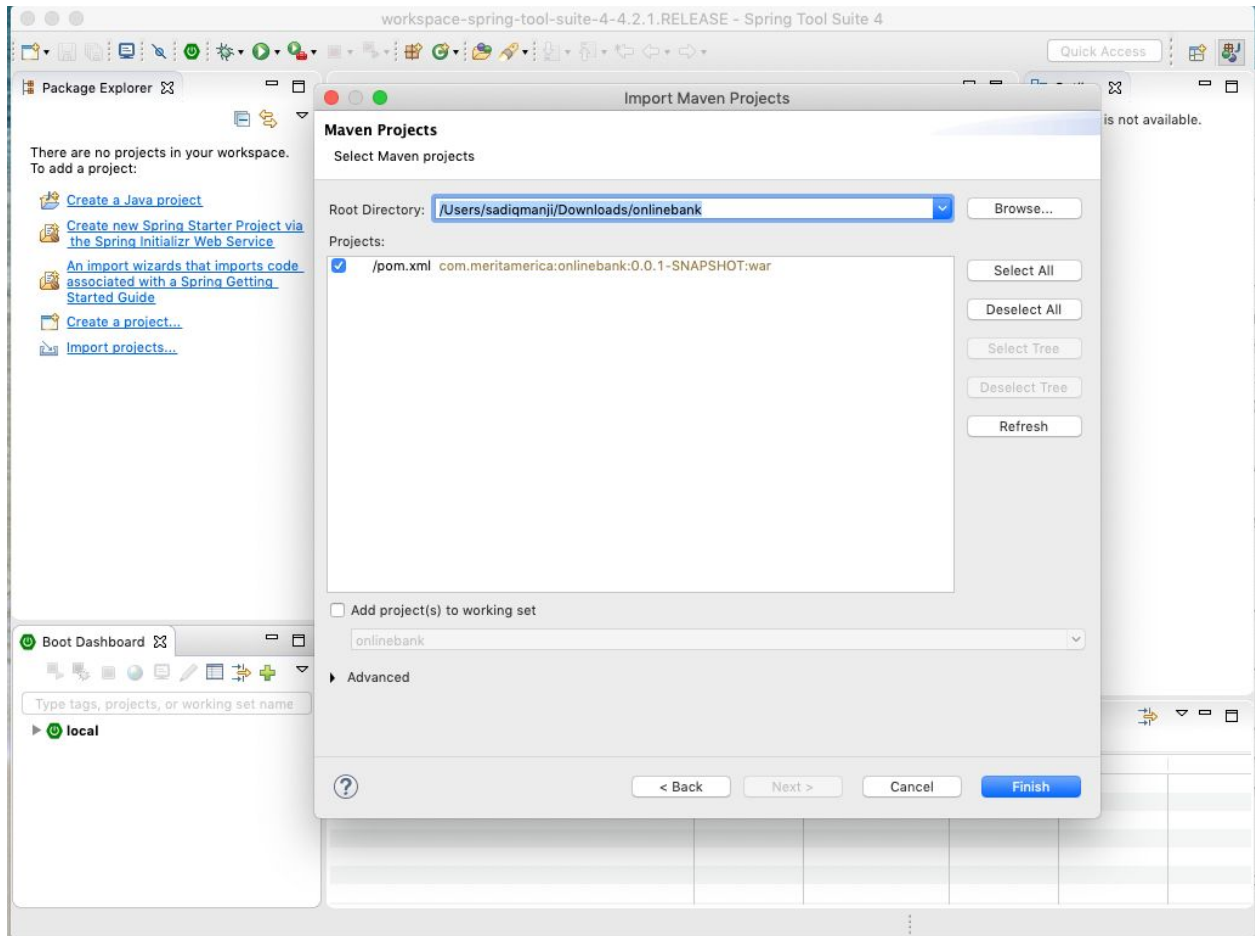 workspace-spring-tool-suite-4-4.2.1.RELEASE - Spring Tool Suite 4
Quick Access
Package Explorer
There are no projects in your workspace.
To add a project:
Create a Java project
Create new Spring Starter Project via
the Spring Initializr Web Service
An import wizards that imports code
associated with a Spring Getting
Started Guide
Create a project...
Import projects...
Import Maven Projects
Maven Projects
Select Maven projects
Root Directory: /Users/sadiqmanji/Downloads/onlinebank
Browse...
Projects:
/pom.xml com.meritamerica:onlinebank:0.0.1-SNAPSHOT:war
Select All
Deselect All
Select Tree
Deselect Tree
Refresh
Add project(s) to working set
onlinebank
Advanced
? < Back Next > Cancel Finish
is not available.
Boot Dashboard
Type tags, projects, or working set name
local